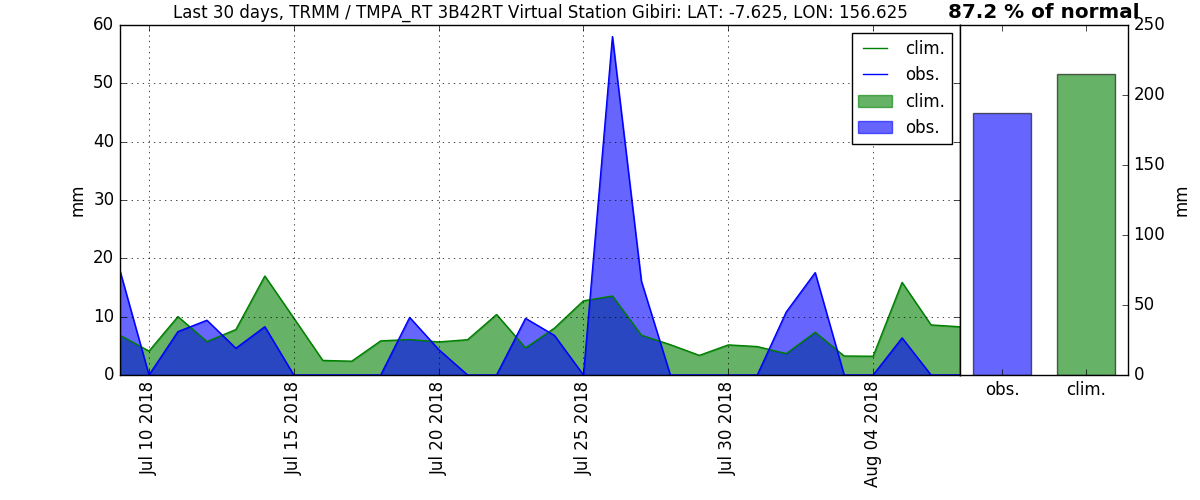 Last 30 days, TRMM / TMPA_RT 3B42RT Virtual Station Gibiri: LAT: -7.625, LON: 156.625
87.2 % of normal
60
50
40
30
20
10
0
mm
clim.
obs.
clim.
obs.
Jul 10 2018
Jul 15 2018
Jul 20 2018
Jul 25 2018
Jul 30 2018
Aug 04 2018
250
200
150
100
50
0
mm
obs.
clim.